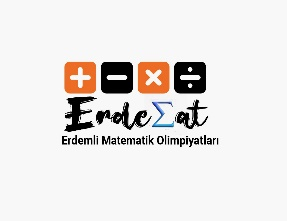 + − × ÷
ErdeΣat
Erdemli Matematik Olimpiyatları